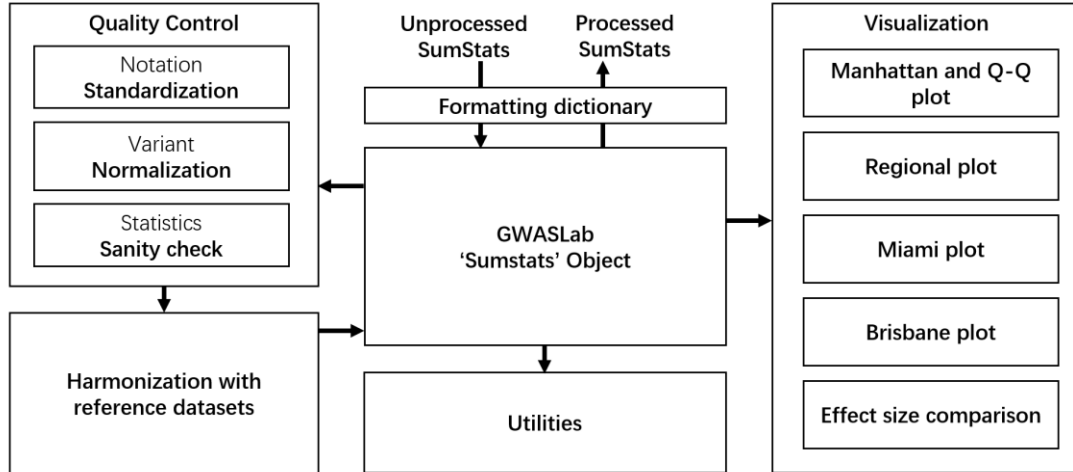 Quality Control
Notation
Standardization
Variant
Normalization
Statistics
Sanity check
Harmonization with
reference datasets
Unprocessed
SumStats
Processed
SumStats
Formatting dictionary
GWASLab
‘Sumstats’ Object
Utilities
Visualization
Manhattan and Q-Q
plot
Regional plot
Miami plot
Brisbane plot
Effect size comparison